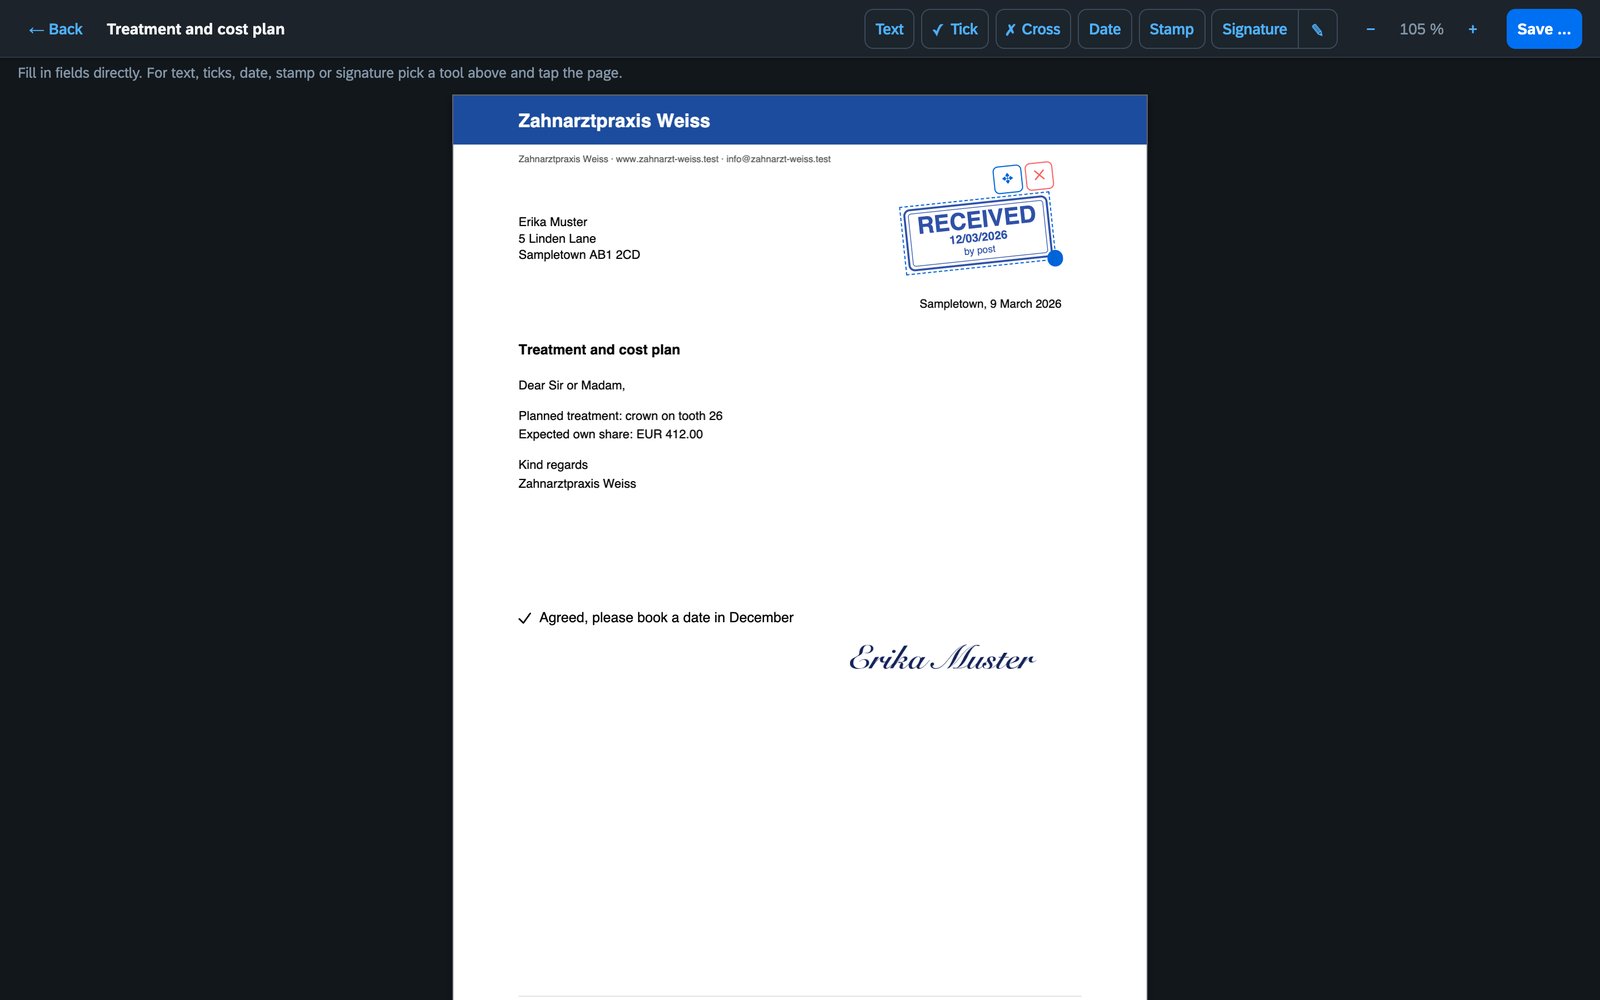 ← Back
Treatment and cost plan
Text
✓ Tick
✗ Cross
Date
Stamp
Signature
✎
−
105 %
+
Save ...
Fill in fields directly. For text, ticks, date, stamp or signature pick a tool above and tap the page.
Zahnarztpraxis Weiss
Zahnarztpraxis Weiss · www.zahnarzt-weiss.test · info@zahnarzt-weiss.test
RECEIVED
12/03/2026
by post
Erika Muster
5 Linden Lane
Sampletown AB1 2CD
Sampletown, 9 March 2026
Treatment and cost plan
Dear Sir or Madam,
Planned treatment: crown on tooth 26
Expected own share: EUR 412.00
Kind regards
Zahnarztpraxis Weiss
✓ Agreed, please book a date in December
Erika Muster